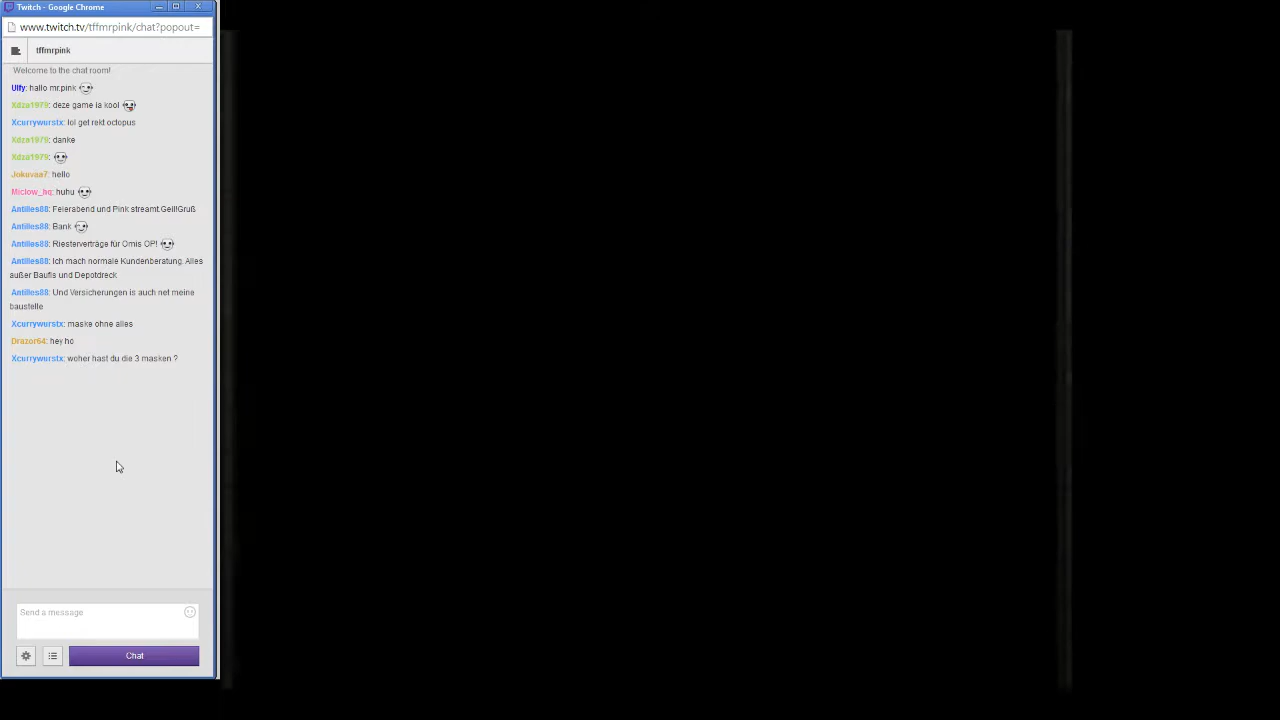 Twitch - Google Chrome
www.twitch.tv/tffmrpink/chat?popout=
tffmrpink
Welcome to the chat room!
Ulfy: hallo mr.pink
Xdza1979: deze game ia kool
Xcurrywurstx: lol get rekt octopus
Xdza1979: danke
Xdza1979:
Jokuvaa7: hello
Miclow_hq: huhu
Antilles88: Feierabend und Pink streamt.Geil!Gruß
Antilles88: Bank
Antilles88: Riesterverträge für Omis OP!
Antilles88: Ich mach normale Kundenberatung. Alles
außer Baufis und Depotdreck
Antilles88: Und Versicherungen is auch net meine
baustelle
Xcurrywurstx: maske ohne alles
Drazor64: hey ho
Xcurrywurstx: woher hast du die 3 masken ?
Send a message
Chat